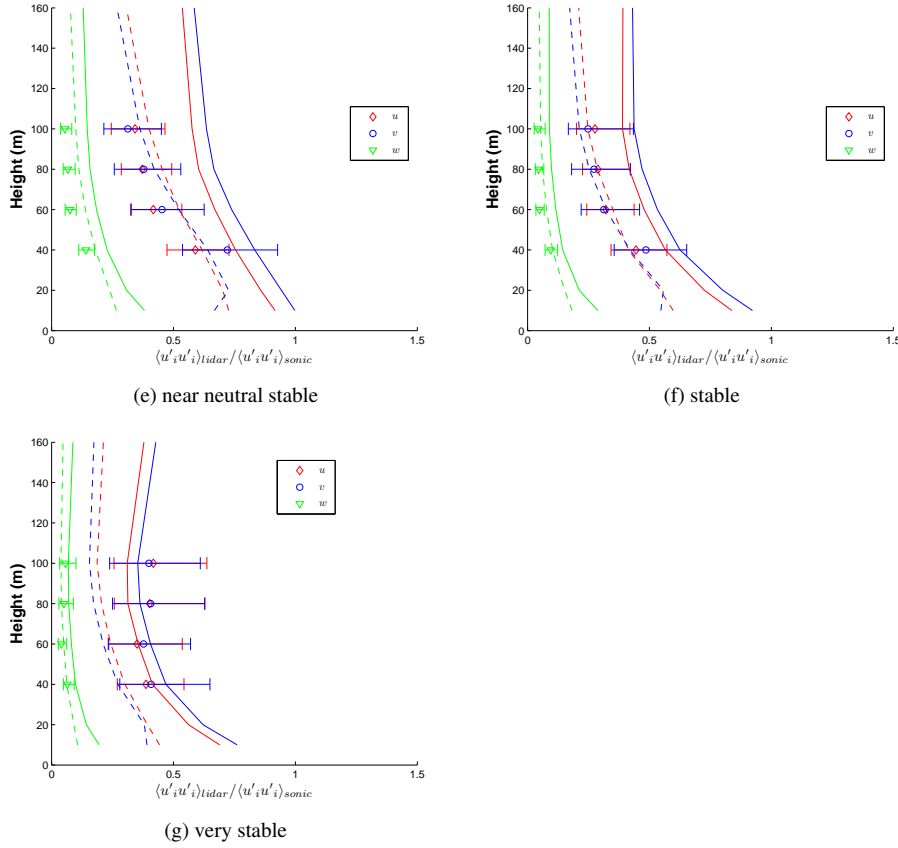 160
140
120
100
80
60
40
20
0
0
0.5
1
1.5
Height (m)
u
v
w
⟨u′ᵢu′ᵢ⟩lidar/⟨u′ᵢu′ᵢ⟩sonic
(e) near neutral stable
160
140
120
100
80
60
40
20
0
0
0.5
1
1.5
Height (m)
u
v
w
⟨u′ᵢu′ᵢ⟩lidar/⟨u′ᵢu′ᵢ⟩sonic
(f) stable
160
140
120
100
80
60
40
20
0
0
0.5
1
1.5
Height (m)
u
v
w
⟨u′ᵢu′ᵢ⟩lidar/⟨u′ᵢu′ᵢ⟩sonic
(g) very stable